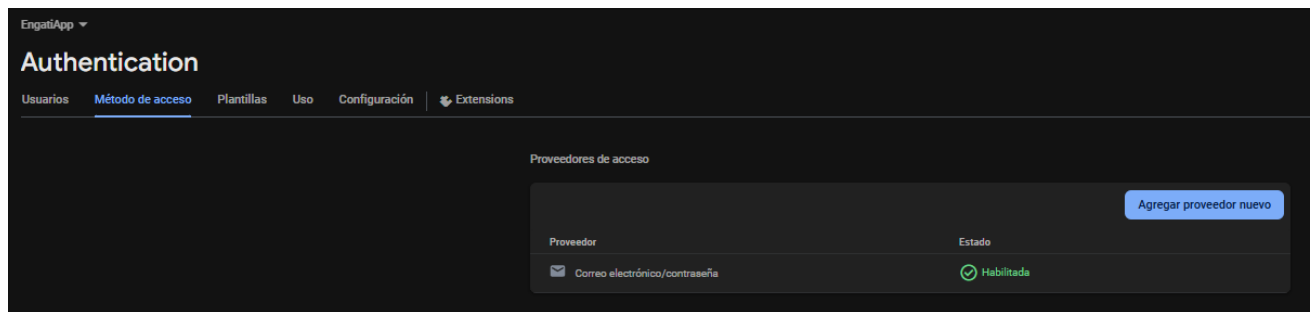 EngatiApp
Authentication
Usuarios Método de acceso Plantillas Uso Configuración Extensions
Proveedores de acceso
Agregar proveedor nuevo
Proveedor Estado
Correo electrónico/contraseña Habilitada